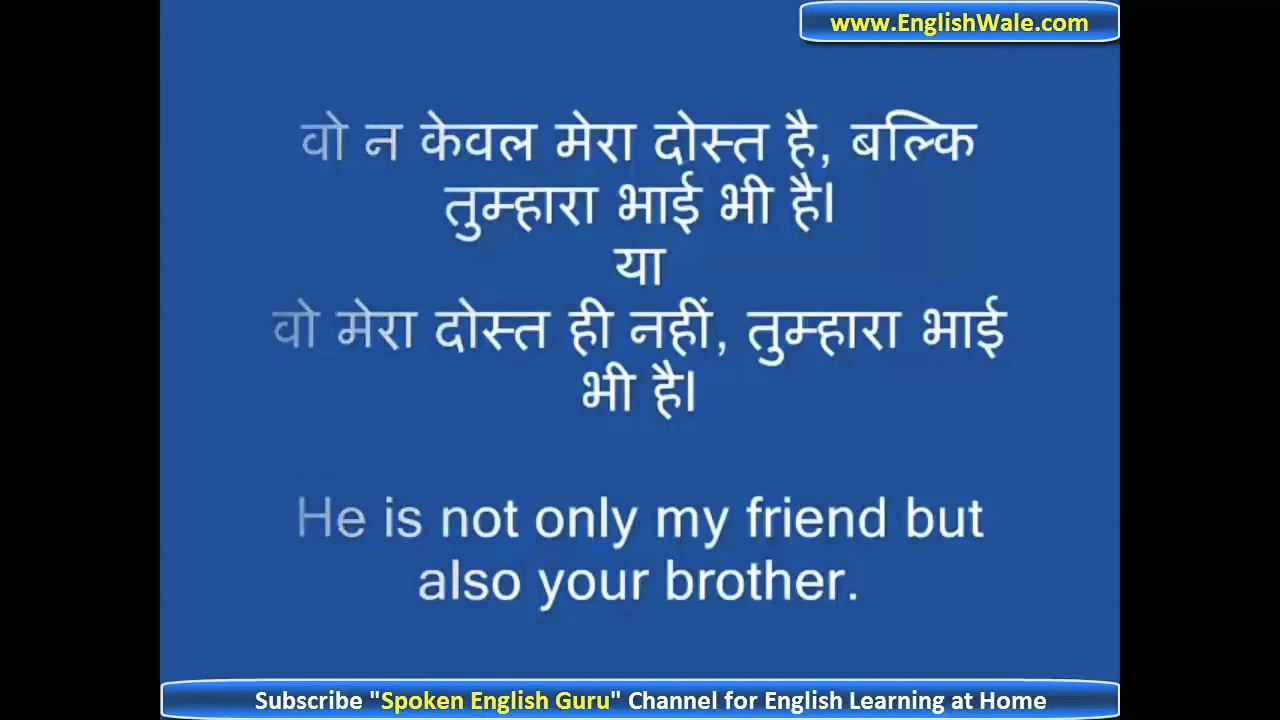 www.EnglishWale.com
वो न केवल मेरा दोस्त है, बल्कि
तुम्हारा भाई भी है।
या
वो मेरा दोस्त ही नहीं, तुम्हारा भाई
भी है।
He is not only my friend but
also your brother.
Subscribe "Spoken English Guru" Channel for English Learning at Home